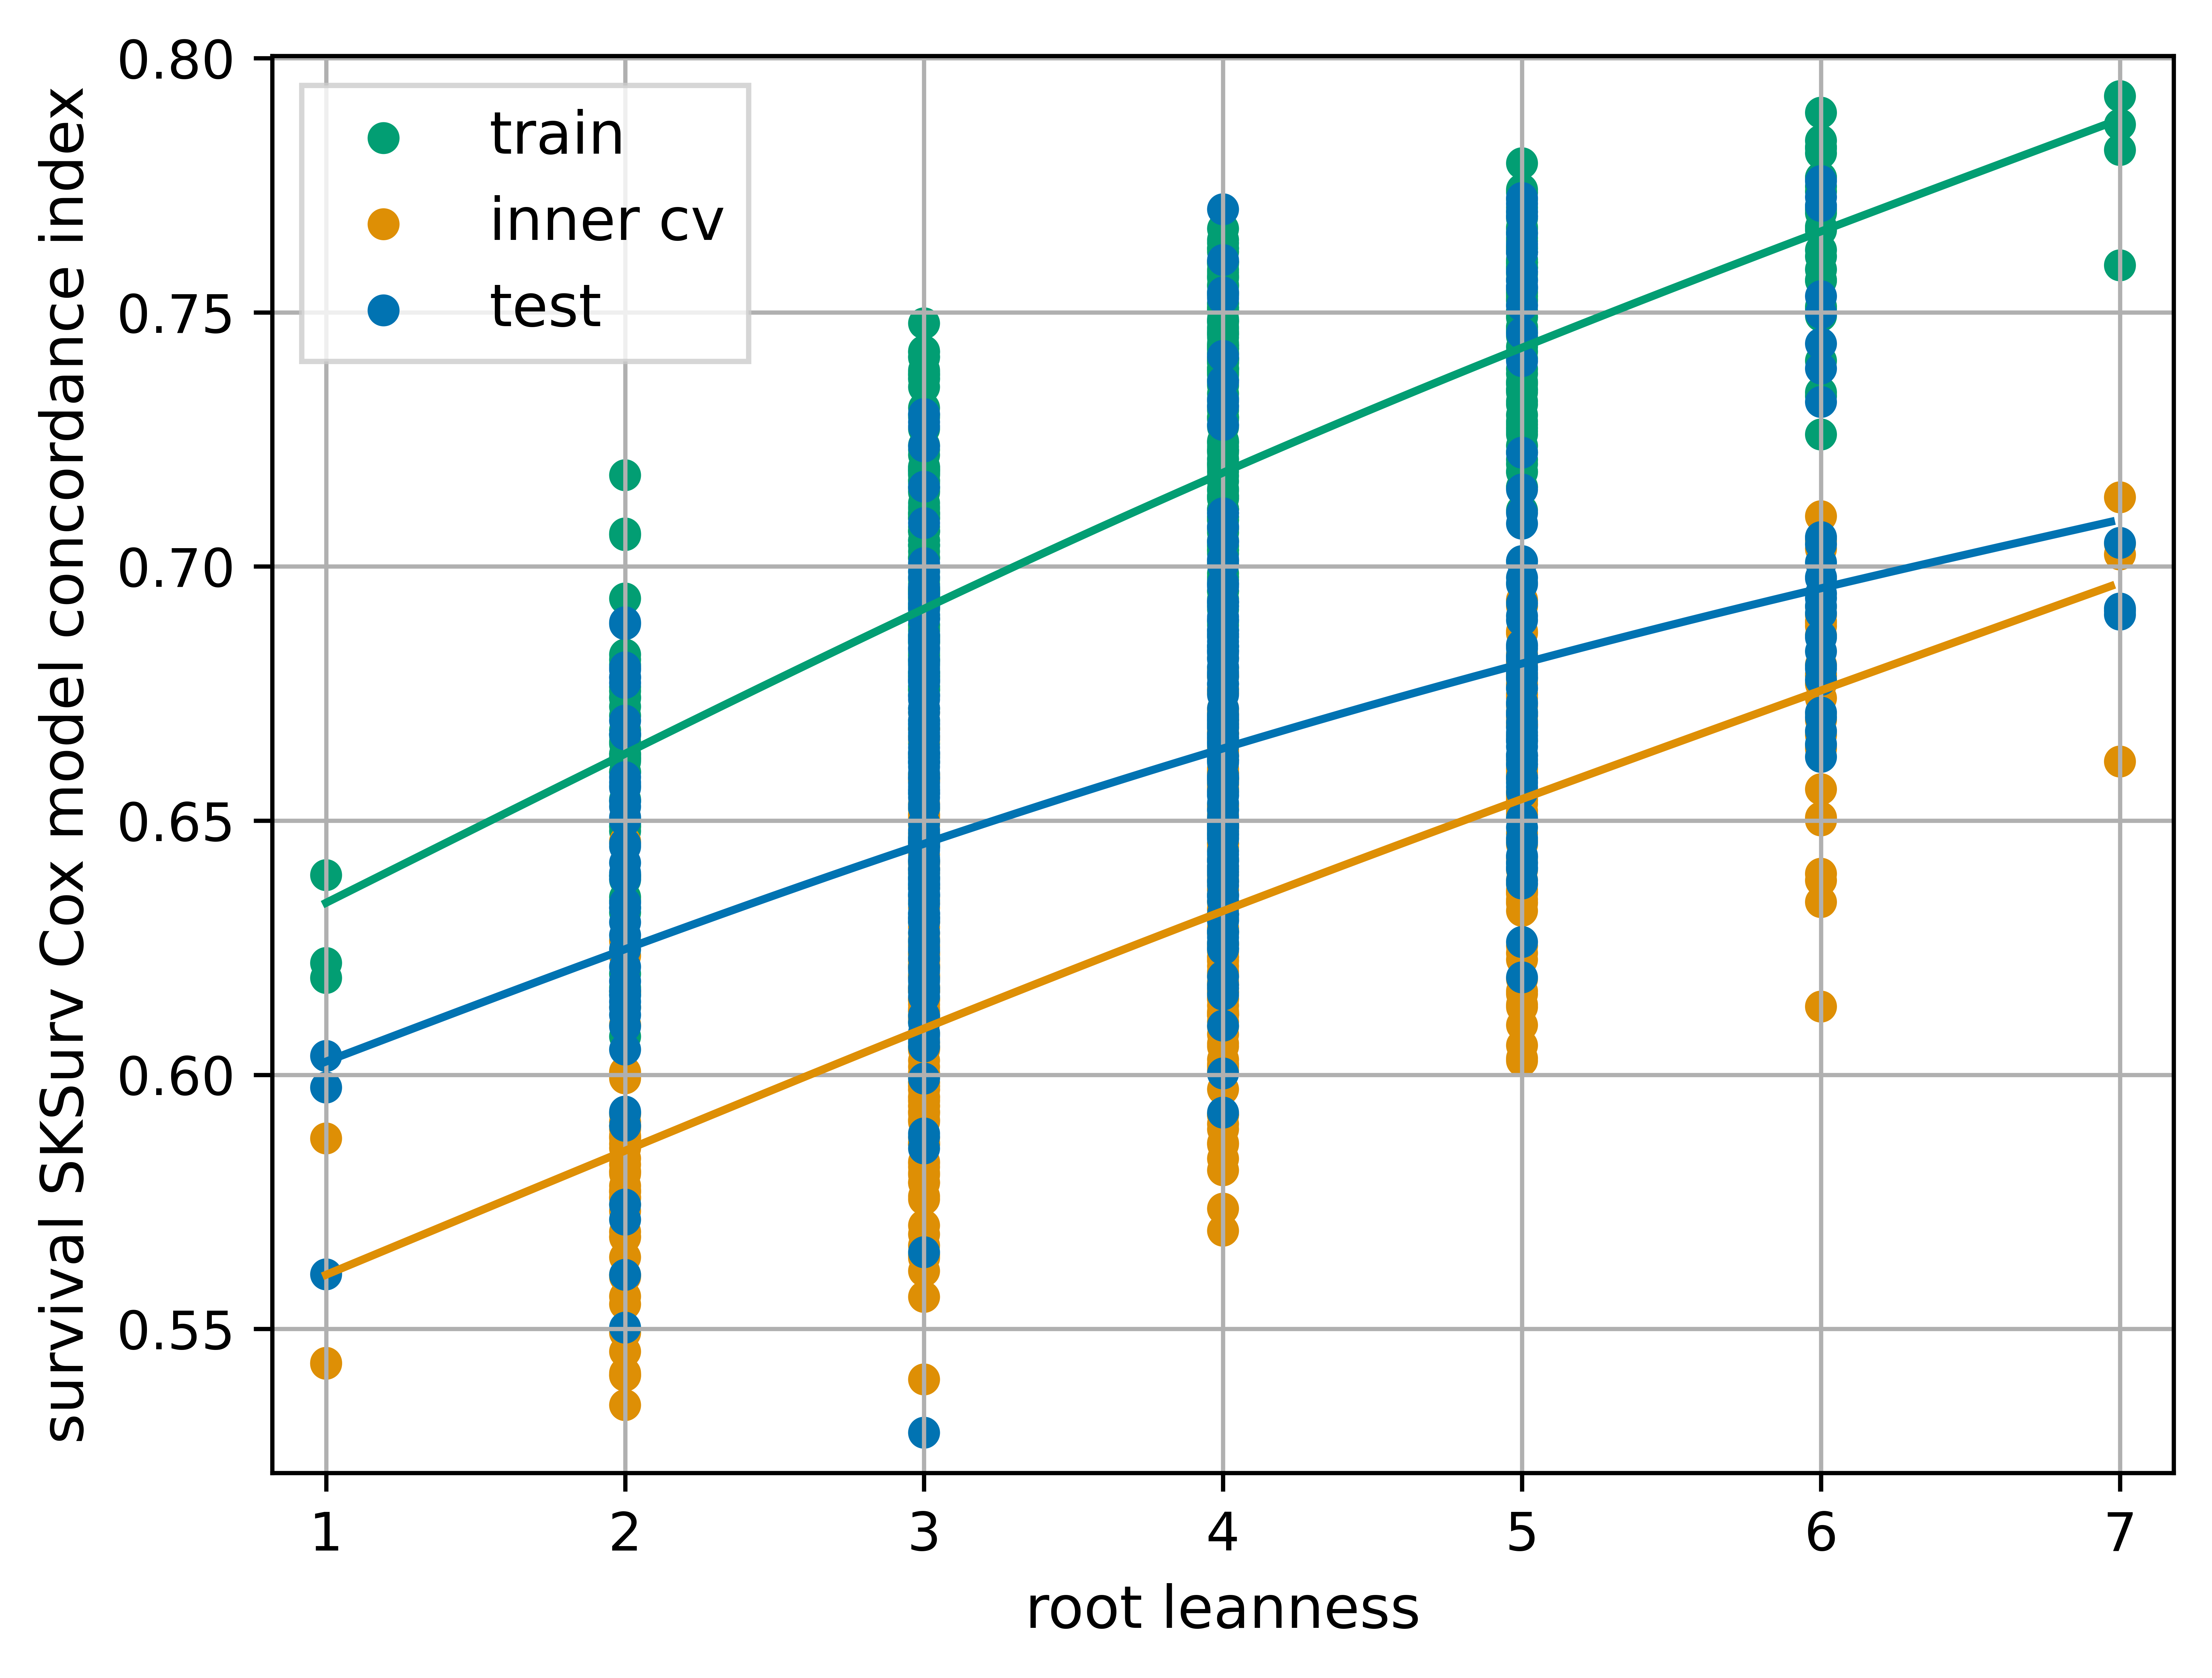 survival SKSurv Cox model concordance index
0.80
0.75
0.70
0.65
0.60
0.55
train
inner cv
test
1 2 3 4 5 6 7
root leanness